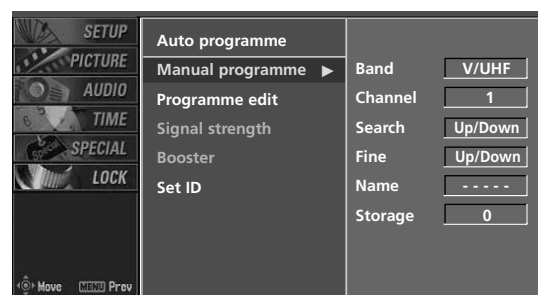 SETUP
PICTURE
AUDIO
TIME
SPECIAL
LOCK
Move MENU Prev
Auto programme
Manual programme ▶
Programme edit
Signal strength
Booster
Set ID
Band V/UHF
Channel 1
Search Up/Down
Fine Up/Down
Name - - - - -
Storage 0